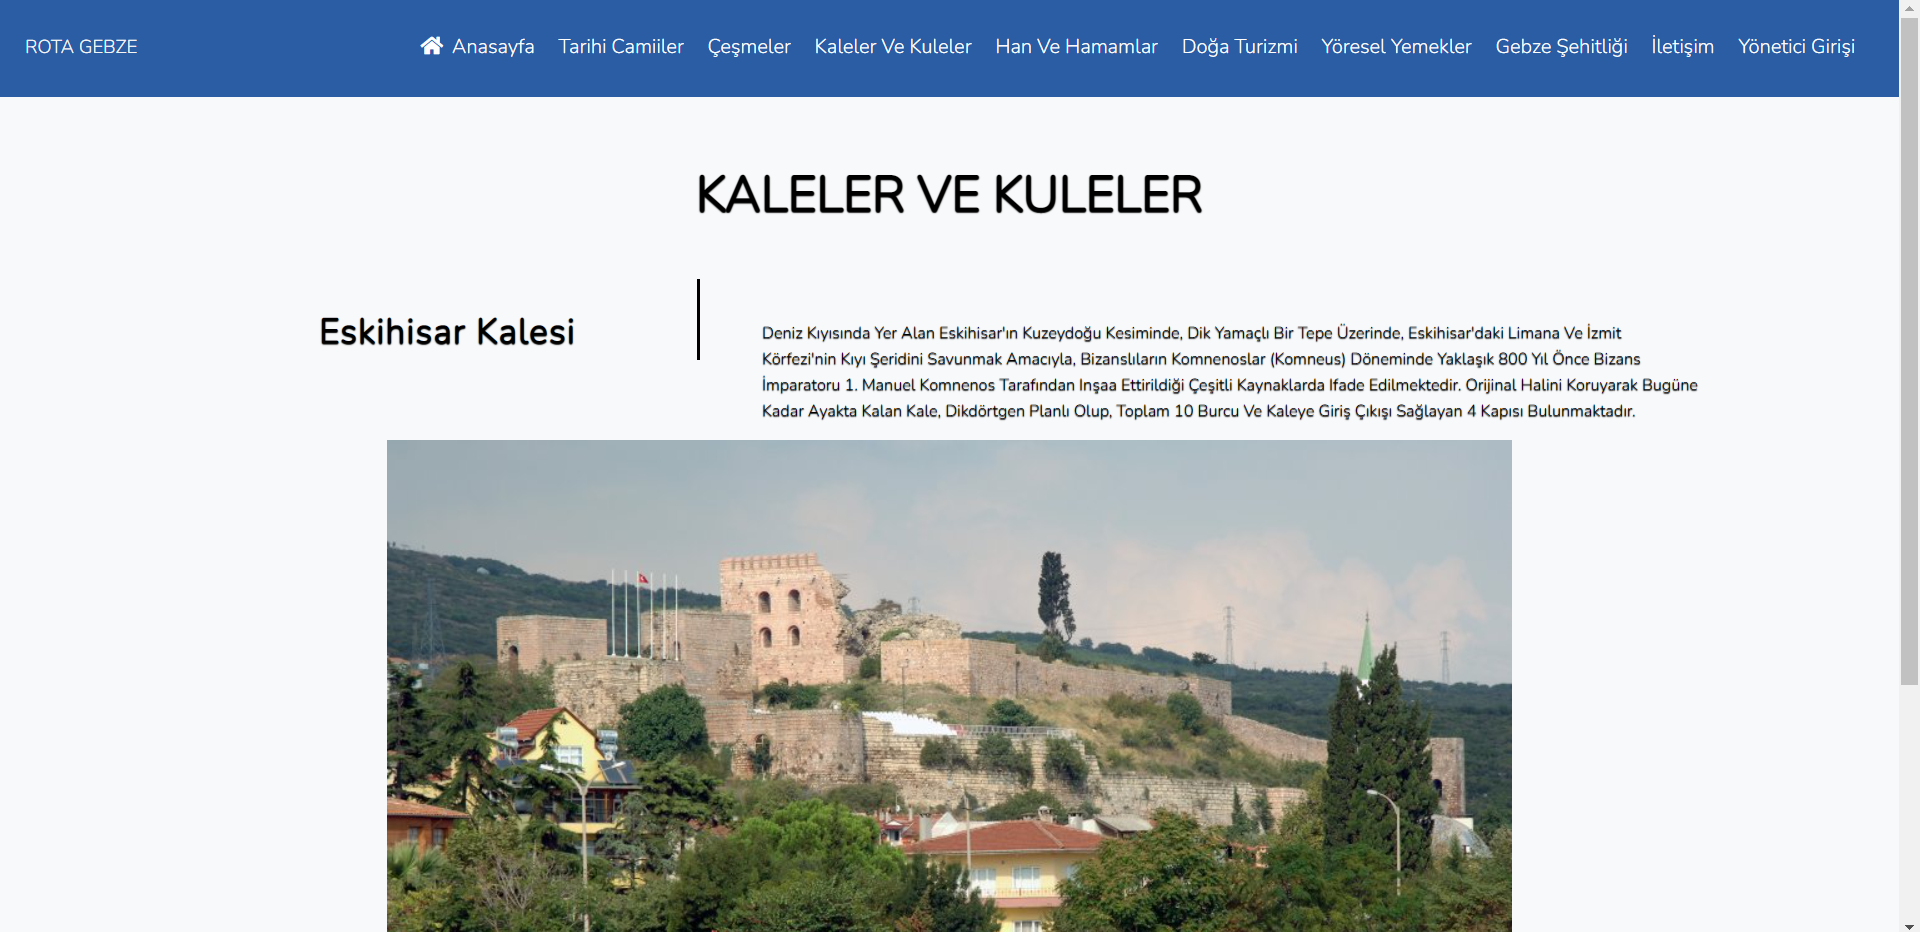 ROTA GEBZE
Anasayfa Tarihi Camiiler Çeşmeler Kaleler Ve Kuleler Han Ve Hamamlar Doğa Turizmi Yöresel Yemekler Gebze Şehitliği İletişim Yönetici Girişi
KALELER VE KULELER
Eskihisar Kalesi
Deniz Kıyısında Yer Alan Eskihisar'ın Kuzeydoğu Kesiminde, Dik Yamaçlı Bir Tepe Üzerinde, Eskihisar'daki Limana Ve İzmit
Körfezi'nin Kıyı Şeridini Savunmak Amacıyla, Bizanslıların Komnenoslar (Komneus) Döneminde Yaklaşık 800 Yıl Önce Bizans
İmparatoru 1. Manuel Komnenos Tarafından Inşaa Ettirildiği Çeşitli Kaynaklarda Ifade Edilmektedir. Orijinal Halini Koruyarak Bugüne
Kadar Ayakta Kalan Kale, Dikdörtgen Planlı Olup, Toplam 10 Burcu Ve Kaleye Giriş Çıkışı Sağlayan 4 Kapısı Bulunmaktadır.